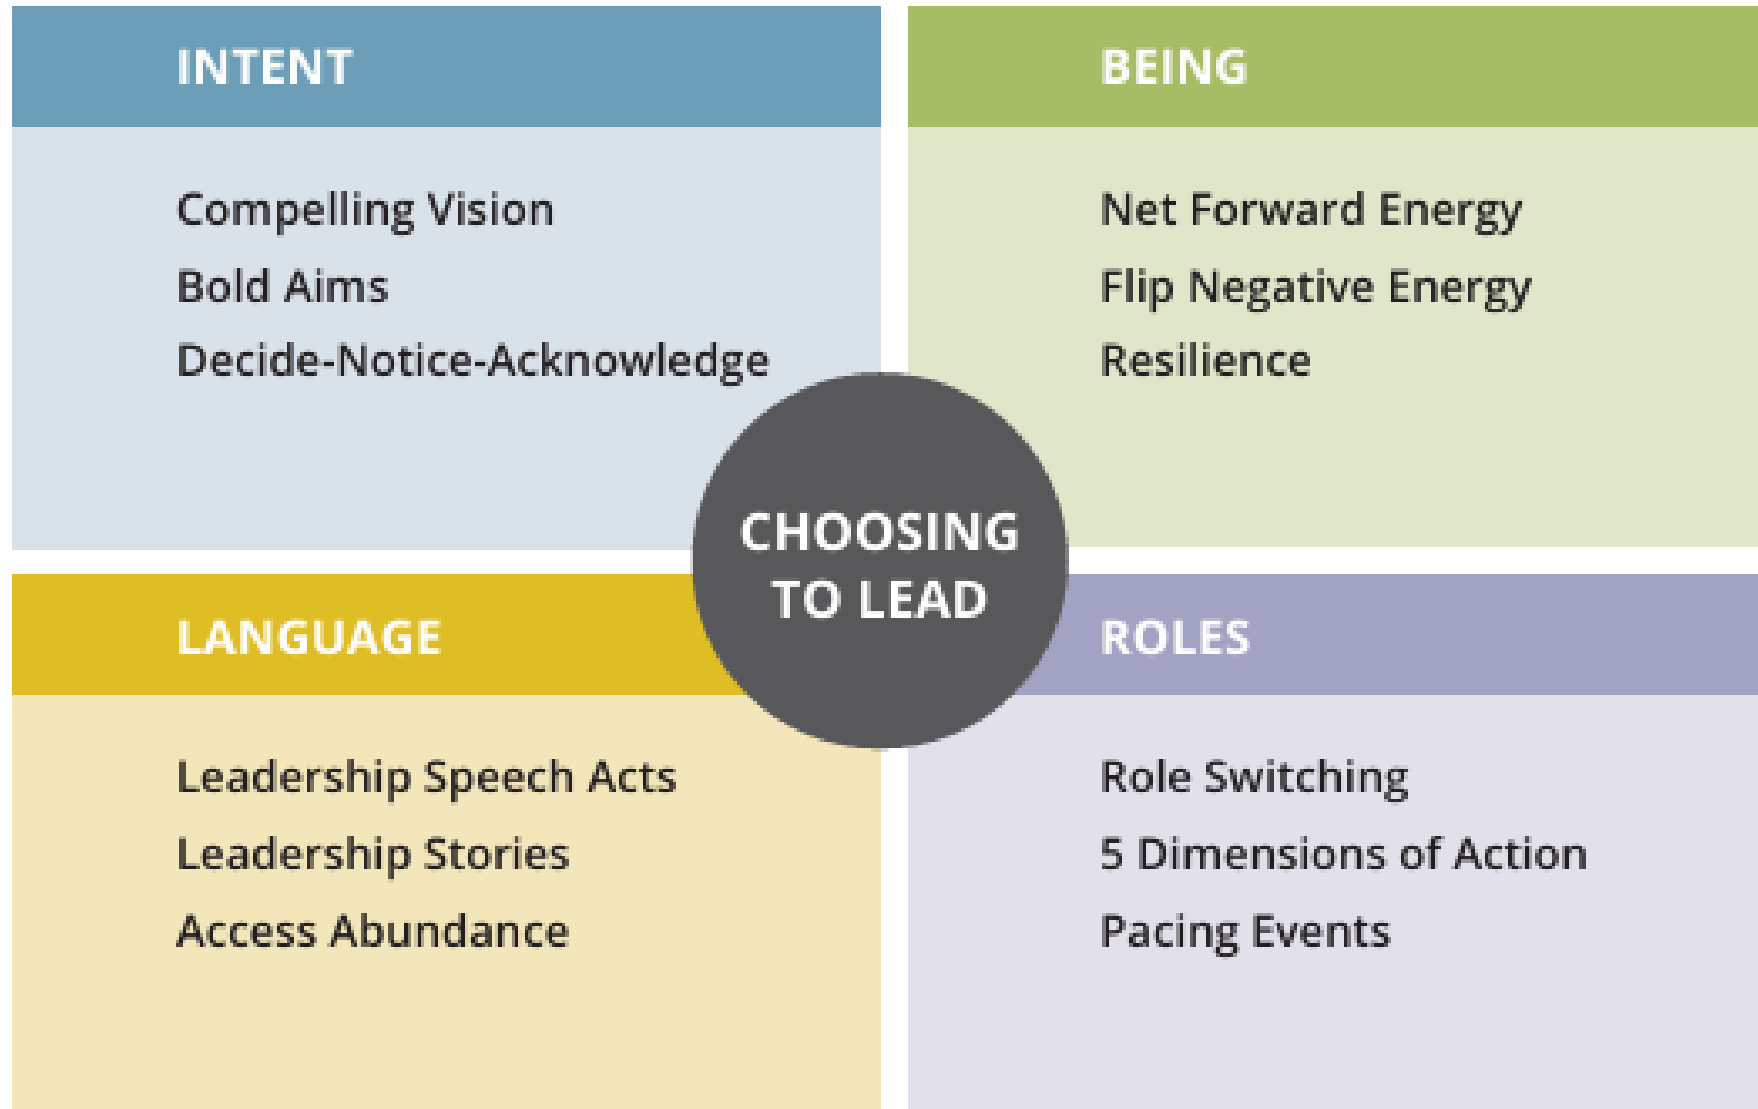 INTENT
Compelling Vision
Bold Aims
Decide-Notice-Acknowledge
BEING
Net Forward Energy
Flip Negative Energy
Resilience
CHOOSING
TO LEAD
LANGUAGE
Leadership Speech Acts
Leadership Stories
Access Abundance
ROLES
Role Switching
5 Dimensions of Action
Pacing Events